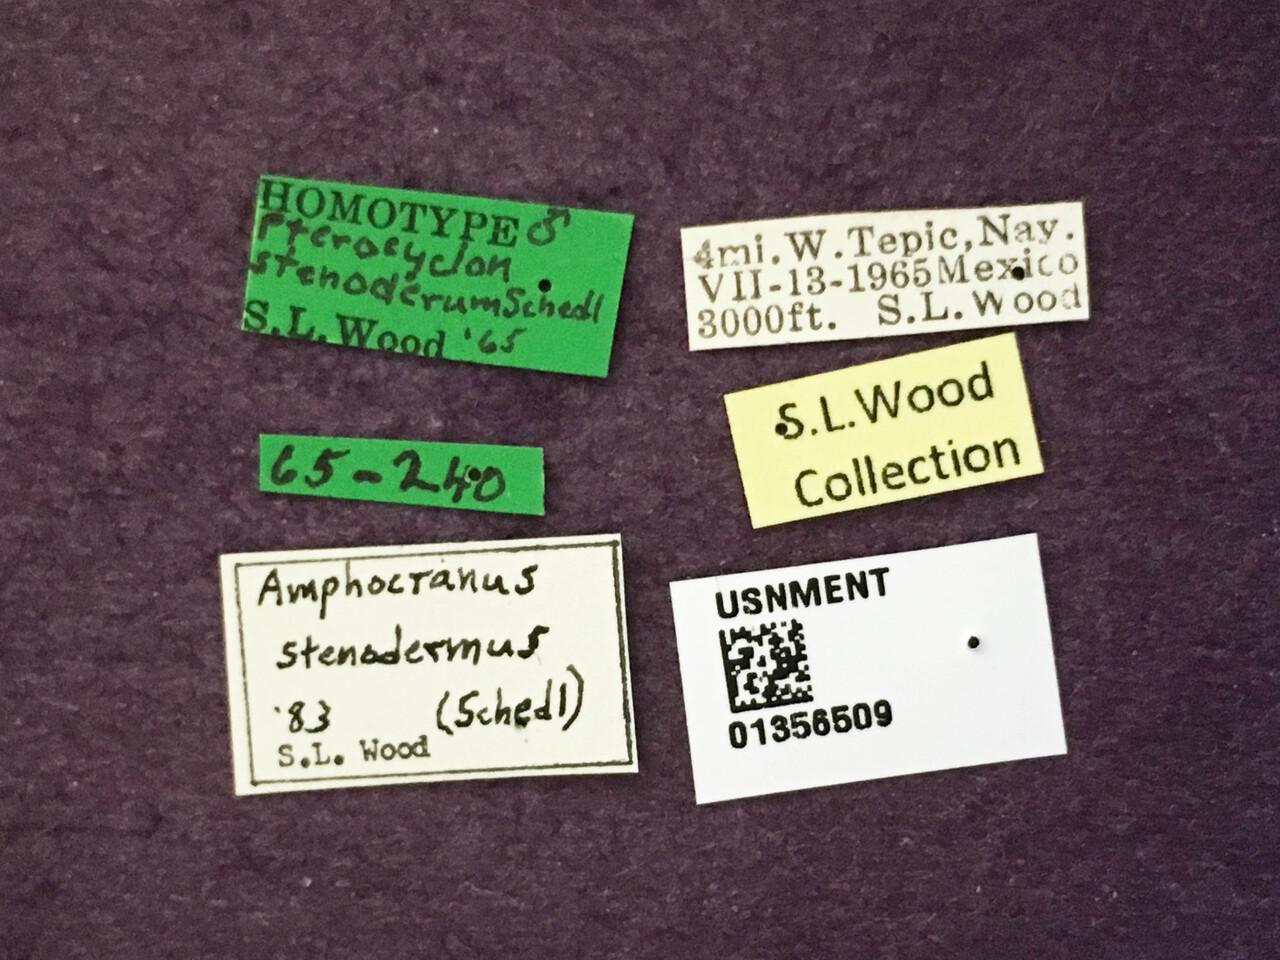 HOMOTYPE ♂
Pterocyclon
stenoderum Schedl
S.L. Wood '65
4mi. W. Tepic, Nay.
VII-13-1965 Mexico
3000ft. S.L. Wood
65-240
S.L. Wood
Collection
Amphocranus
stenodermus
'83 (Schedl)
S.L. Wood
USNMENT
01356509